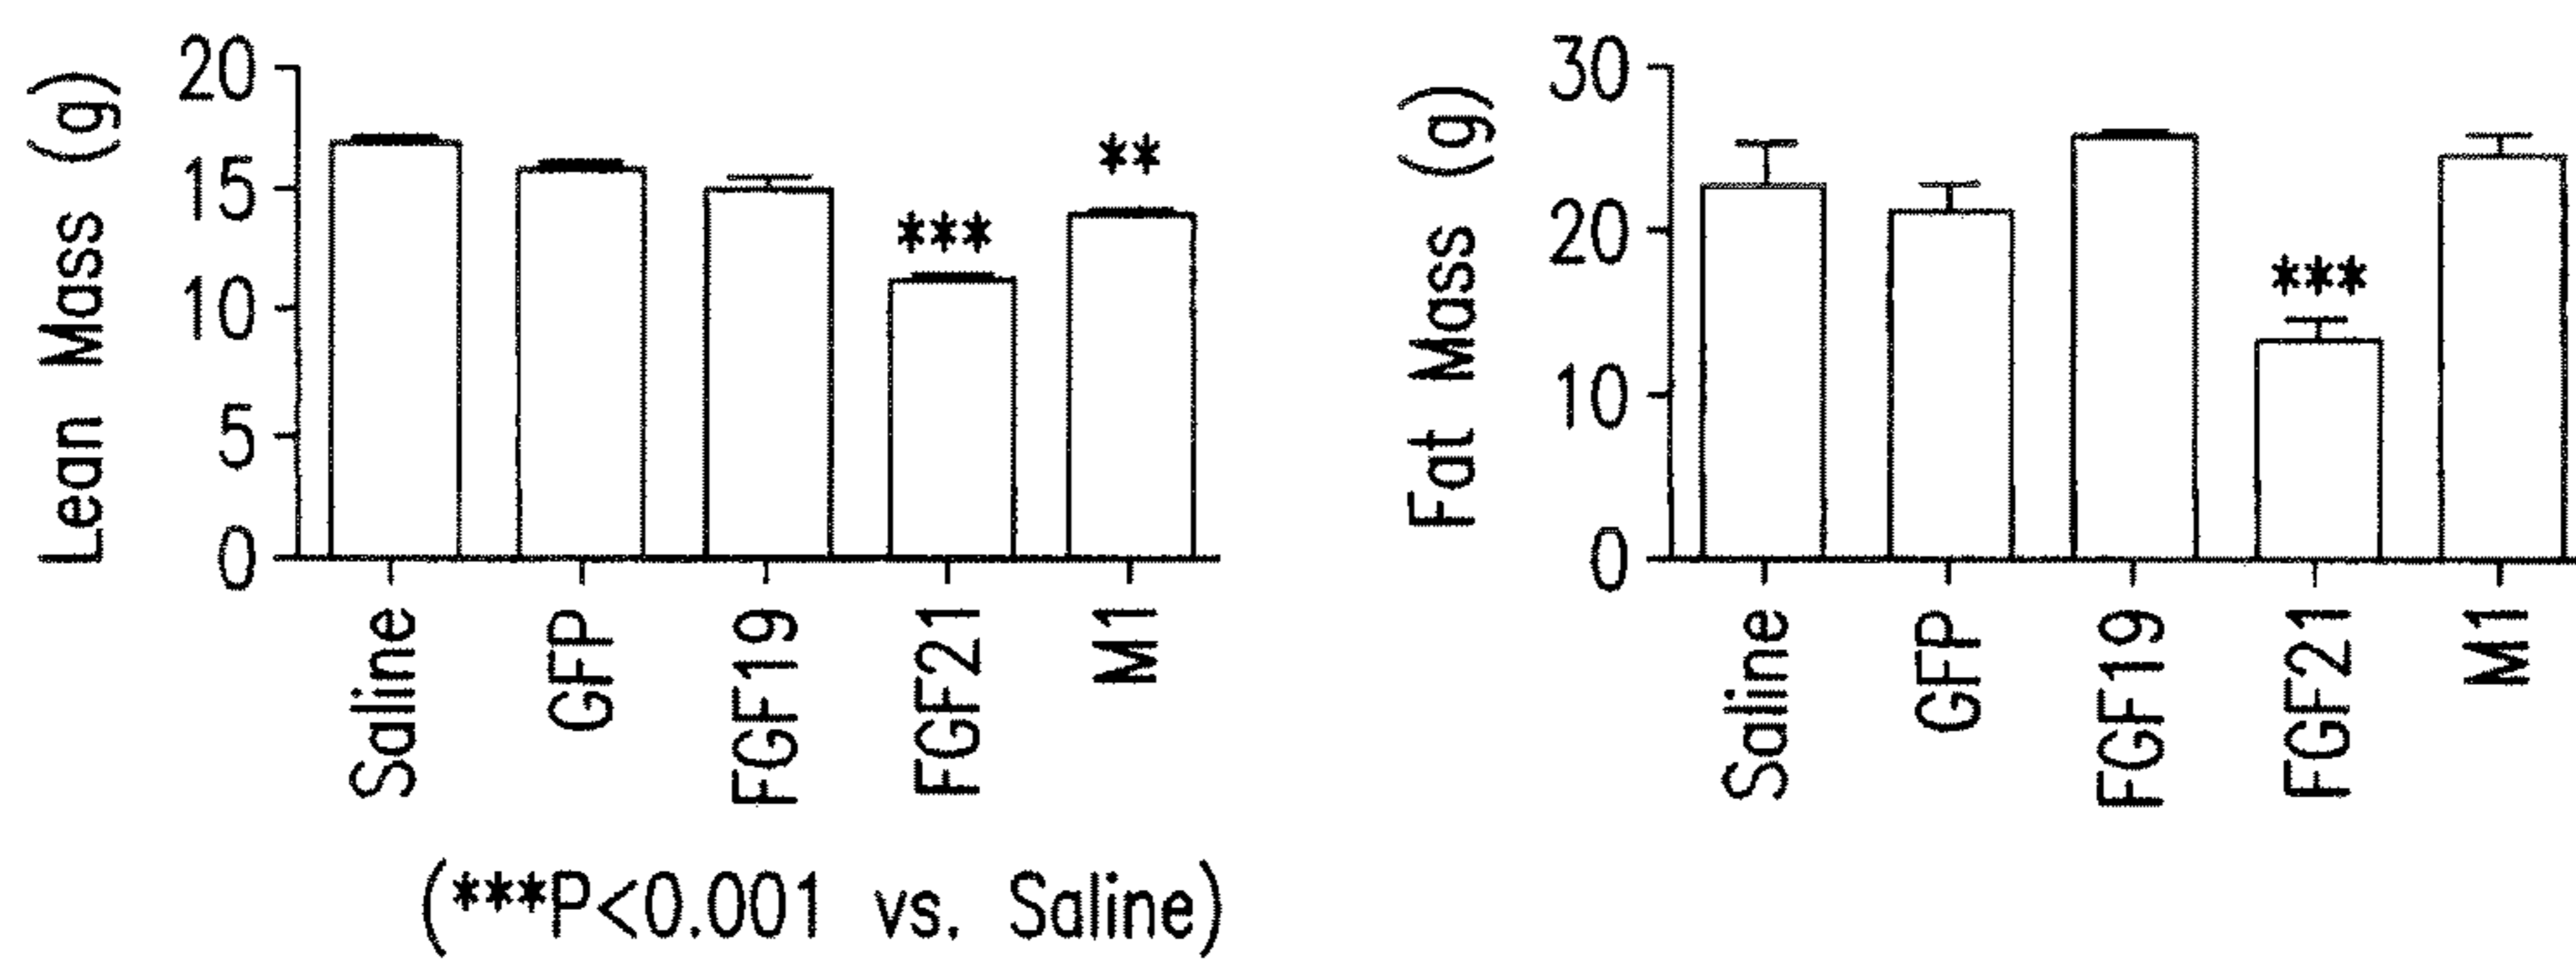 Lean Mass (g)
20
15
10
5
0
***
**
Saline
GFP
FGF19
FGF21
M1
(***P<0.001 vs. Saline)
Fat Mass (g)
30
20
10
0
***
Saline
GFP
FGF19
FGF21
M1